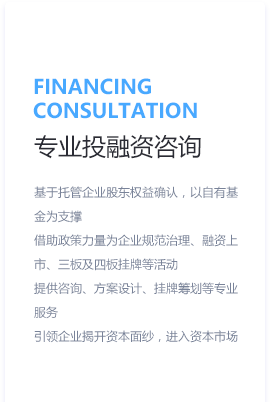 FINANCING
CONSULTATION
专业投融资咨询
基于托管企业股东权益确认，以自有基
金为支撑
借助政策力量为企业规范治理、融资上
市、三板及四板挂牌等活动
提供咨询、方案设计、挂牌筹划等专业
服务
引领企业揭开资本面纱，进入资本市场